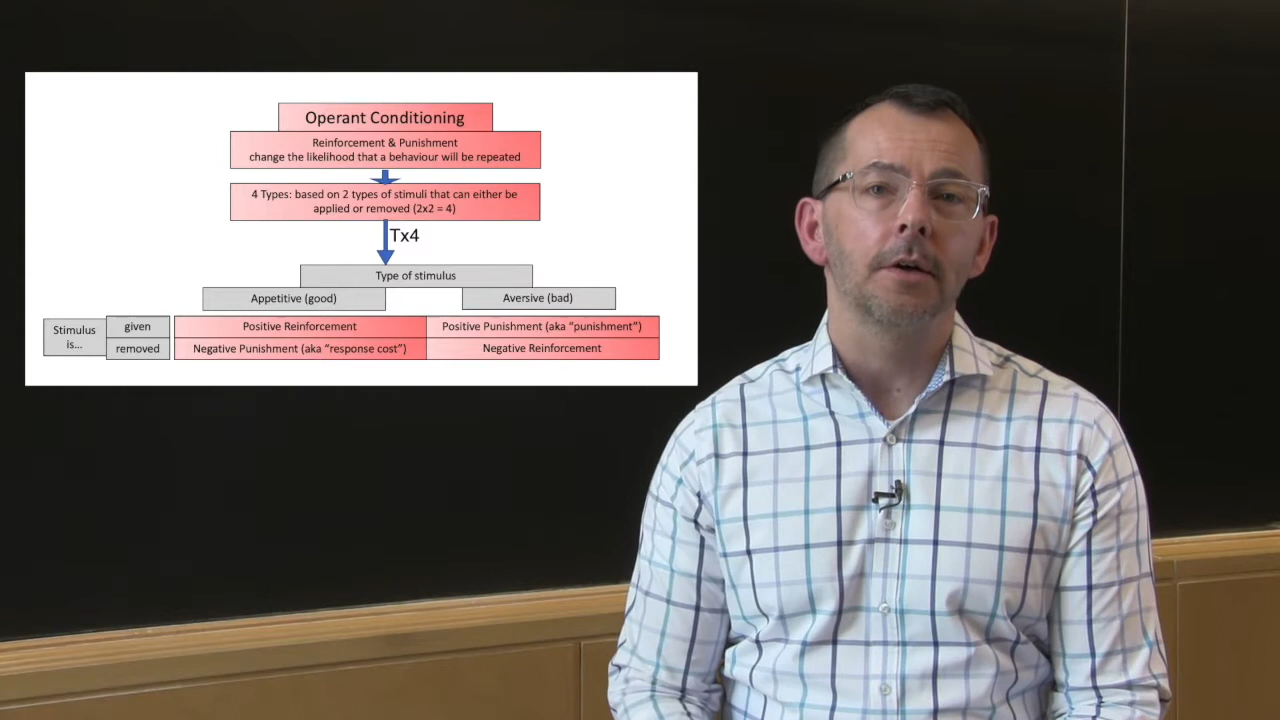 Operant Conditioning
Reinforcement & Punishment
change the likelihood that a behaviour will be repeated
4 Types: based on 2 types of stimuli that can either be
applied or removed (2x2 = 4)
Tx4
Type of stimulus
Appetitive (good)
Aversive (bad)
Stimulus
is...
given
Positive Reinforcement
Positive Punishment (aka “punishment”)
removed
Negative Punishment (aka “response cost”)
Negative Reinforcement